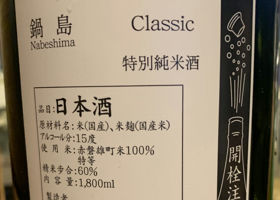 鍋島 Classic
Nabeshima
特別純米酒
品目:日本酒
原材料名:米(国産)、米麹(国産米)
アルコール分:15度
使用米:赤磐雄町米100%
特等
精米歩合:60%
内容量:1,800ml
製造者
開栓注